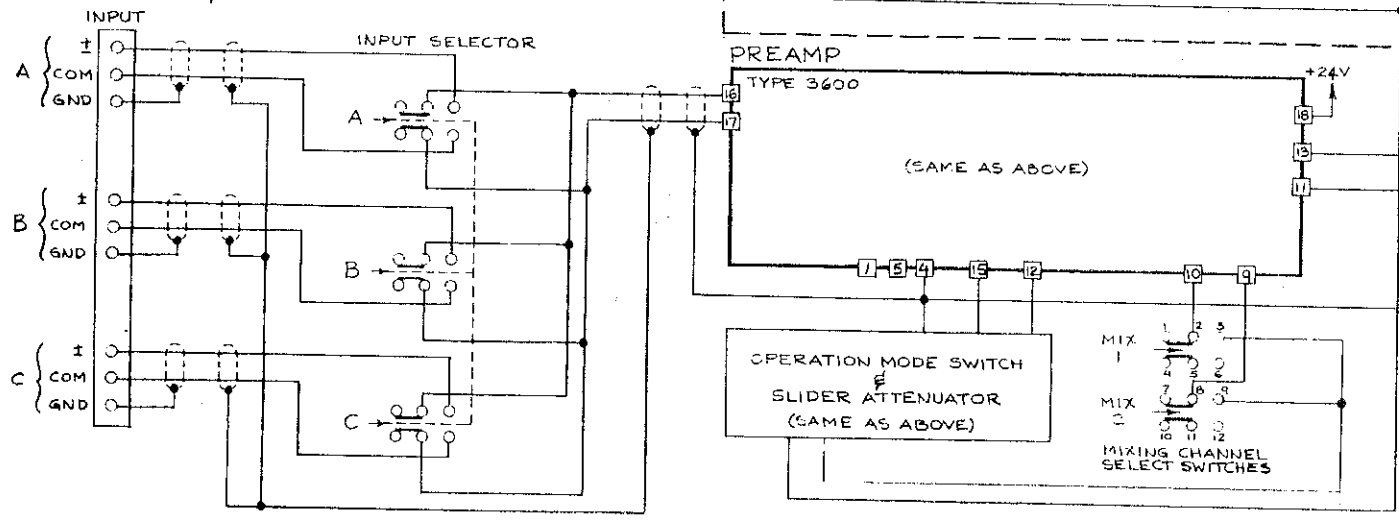 INPUT
A
±
COM
GND
B
±
COM
GND
C
±
COM
GND
INPUT SELECTOR
A
B
C
PREAMP
TYPE 3600
+24V
16
17
18
13
11
(SAME AS ABOVE)
1
5
4
15
12
10
9
OPERATION MODE SWITCH
&
SLIDER ATTENUATOR
(SAME AS ABOVE)
MIX
1
1 2 3
4 5 6
MIX
2
7 8 9
10 11 12
MIXING CHANNEL
SELECT SWITCHES